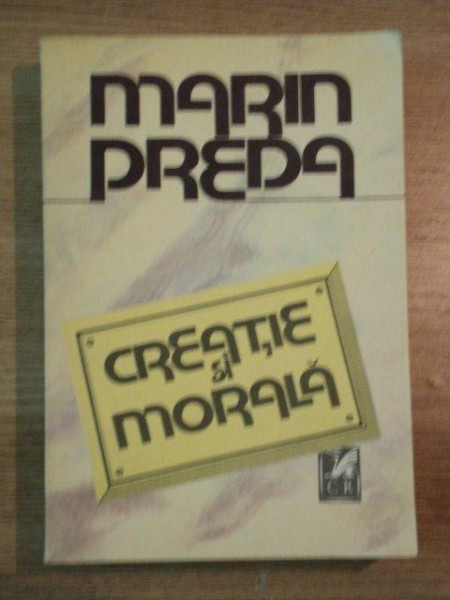 MARIN
PREDA
CREAȚIE
și
MORALĂ
CR